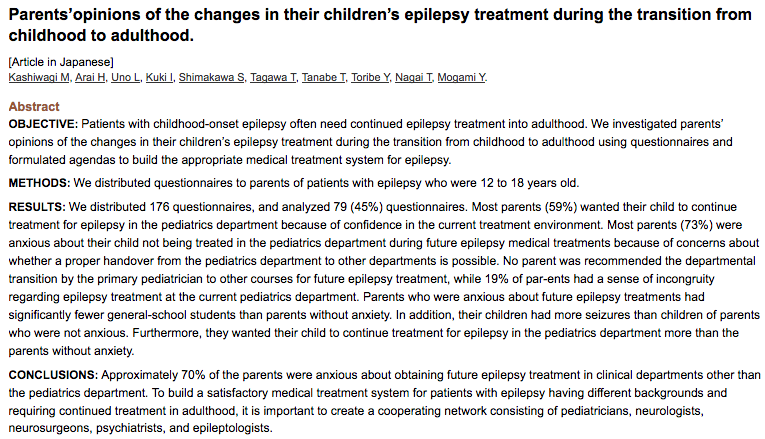 Parents’opinions of the changes in their children’s epilepsy treatment during the transition from
childhood to adulthood.
[Article in Japanese]
Kashiwagi M, Arai H, Uno L, Kuki I, Shimakawa S, Tagawa T, Tanabe T, Toribe Y, Nagai T, Mogami Y.
Abstract
OBJECTIVE: Patients with childhood-onset epilepsy often need continued epilepsy treatment into adulthood. We investigated parents’
opinions of the changes in their children’s epilepsy treatment during the transition from childhood to adulthood using questionnaires and
formulated agendas to build the appropriate medical treatment system for epilepsy.
METHODS: We distributed questionnaires to parents of patients with epilepsy who were 12 to 18 years old.
RESULTS: We distributed 176 questionnaires, and analyzed 79 (45%) questionnaires. Most parents (59%) wanted their child to continue
treatment for epilepsy in the pediatrics department because of confidence in the current treatment environment. Most parents (73%) were
anxious about their child not being treated in the pediatrics department during future epilepsy medical treatments because of concerns about
whether a proper handover from the pediatrics department to other departments is possible. No parent was recommended the departmental
transition by the primary pediatrician to other courses for future epilepsy treatment, while 19% of par-ents had a sense of incongruity
regarding epilepsy treatment at the current pediatrics department. Parents who were anxious about future epilepsy treatments had
significantly fewer general-school students than parents without anxiety. In addition, their children had more seizures than children of parents
who were not anxious. Furthermore, they wanted their child to continue treatment for epilepsy in the pediatrics department more than the
parents without anxiety.
CONCLUSIONS: Approximately 70% of the parents were anxious about obtaining future epilepsy treatment in clinical departments other than
the pediatrics department. To build a satisfactory medical treatment system for patients with epilepsy having different backgrounds and
requiring continued treatment in adulthood, it is important to create a cooperating network consisting of pediatricians, neurologists,
neurosurgeons, psychiatrists, and epileptologists.